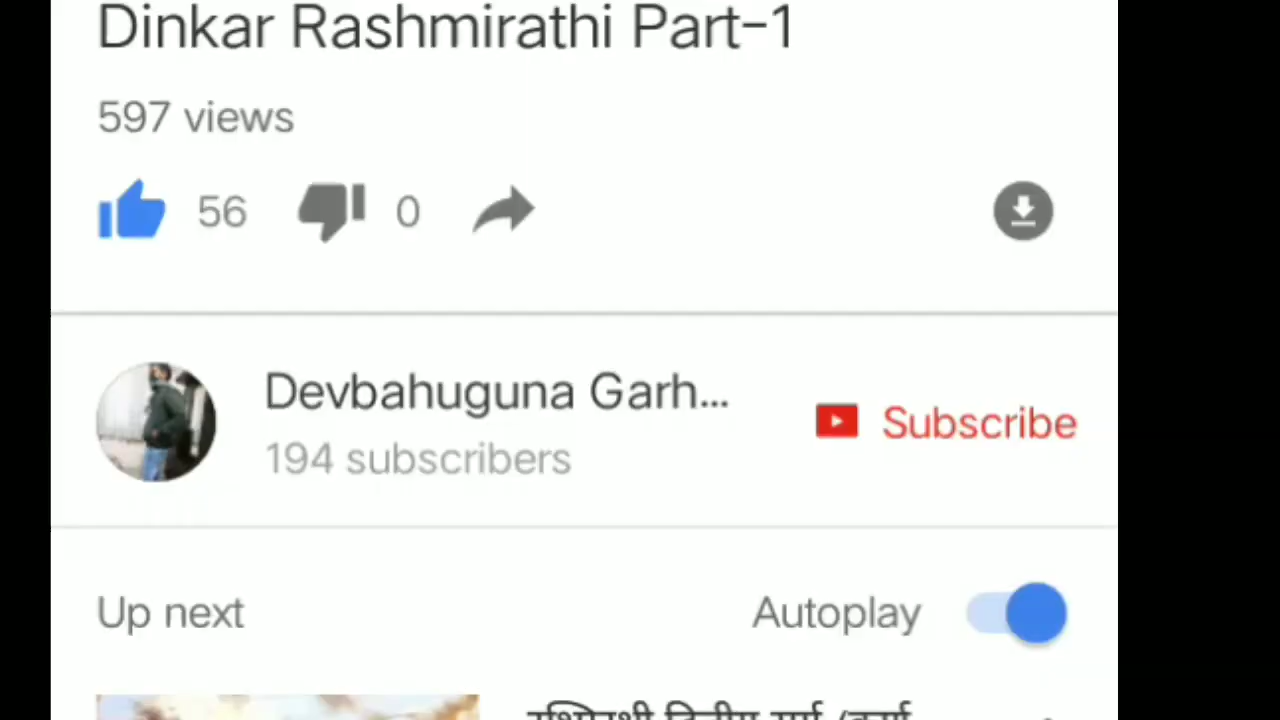 Dinkar Rashmirathi Part-1
597 views
56 0
Devbahuguna Garh...
194 subscribers
Subscribe
Up next Autoplay